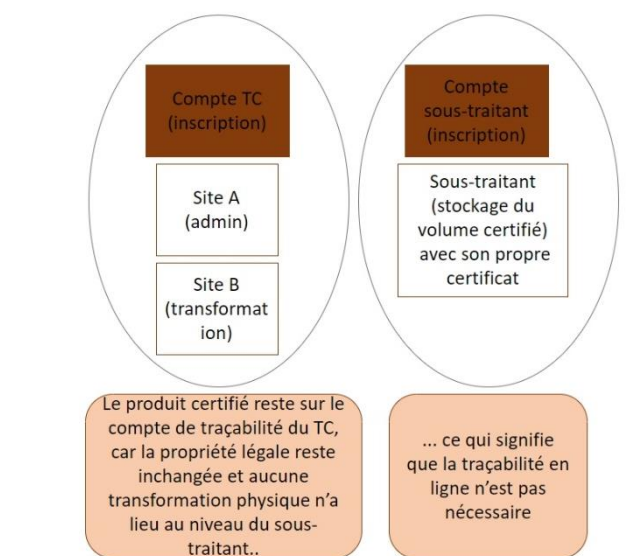 Compte TC
(inscription)
Site A
(admin)
Site B
(transformat
ion)
Compte
sous-traitant
(inscription)
Sous-traitant
(stockage du
volume certifié)
avec son propre
certificat
Le produit certifié reste sur le
compte de traçabilité du TC,
car la propriété légale reste
inchangée et aucune
transformation physique n'a
lieu au niveau du sous-
traitant..
... ce qui signifie
que la traçabilité en
ligne n'est pas
nécessaire